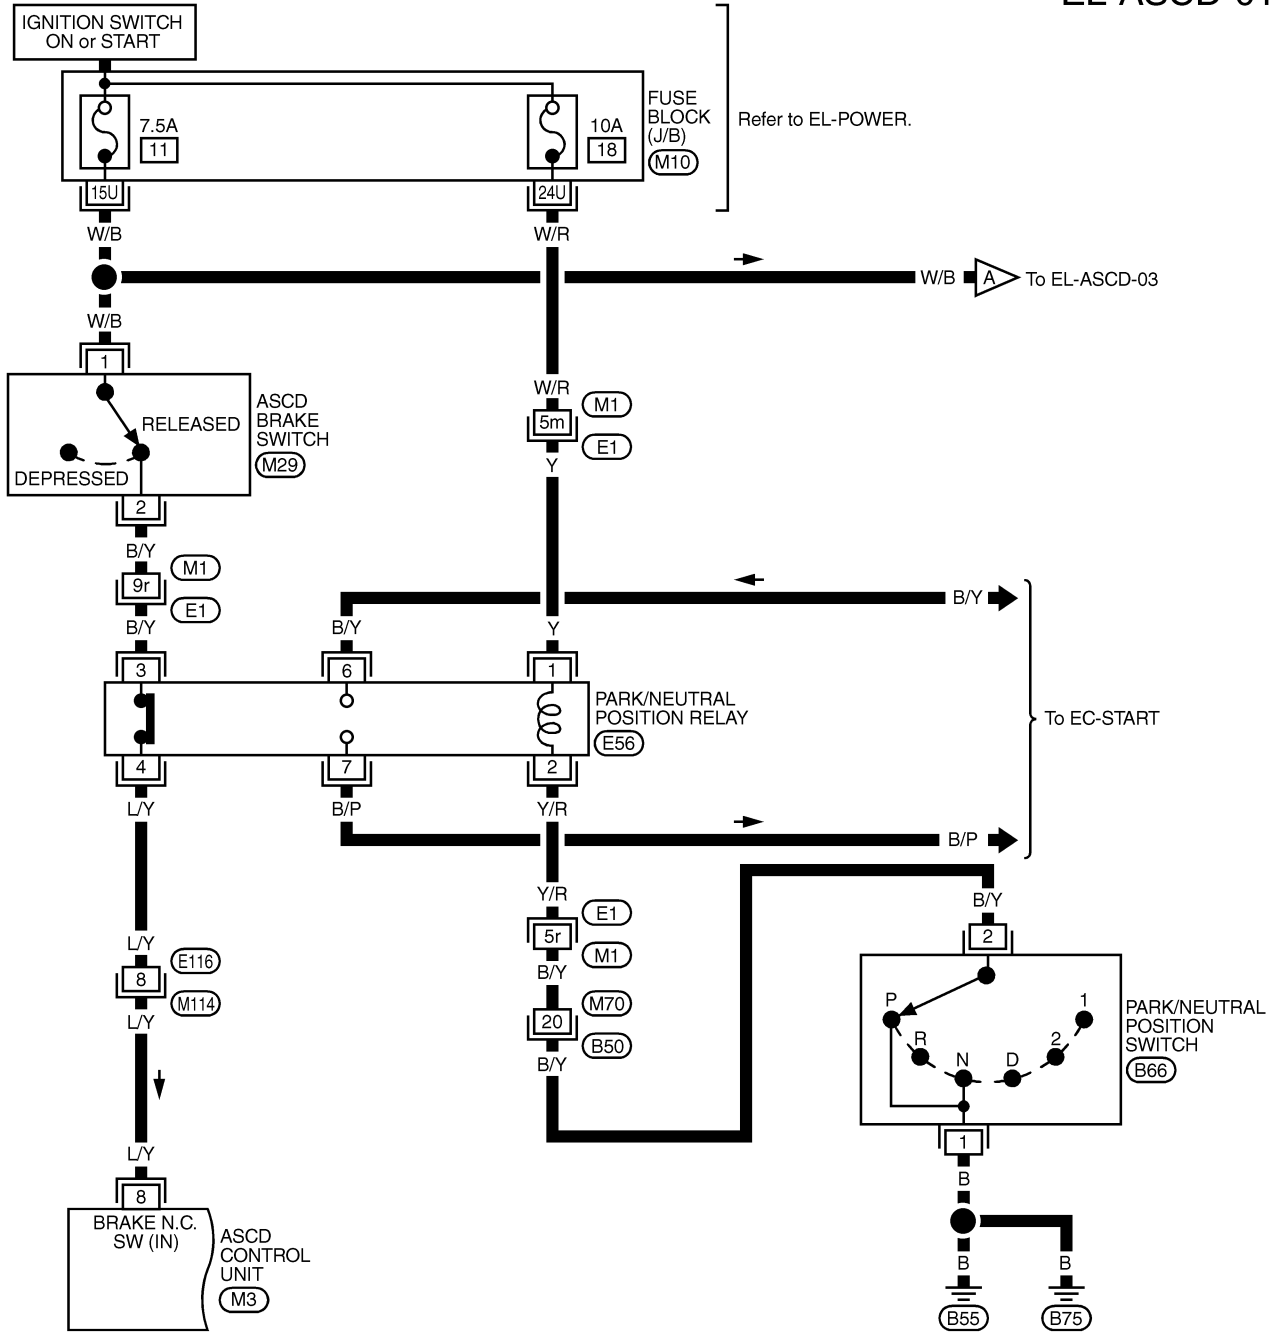 EL-ASCD-01
IGNITION SWITCH
ON or START
7.5A
11
10A
18
FUSE
BLOCK
(J/B)
M10
Refer to EL-POWER.
15U
24U
W/B
W/R
W/B
A
To EL-ASCD-03
W/B
1
ASCD
BRAKE
SWITCH
M29
RELEASED
DEPRESSED
2
W/R
M1
5m
E1
Y
B/Y
M1
9r
E1
B/Y
B/Y
Y
B/Y
3
6
1
PARK/NEUTRAL
POSITION RELAY
E56
To EC-START
4
7
2
L/Y
B/P
Y/R
B/P
Y/R
E1
5r
M1
B/Y
M70
20
B50
B/Y
L/Y
E116
8
M114
L/Y
L/Y
8
BRAKE N.C.
SW (IN)
ASCD
CONTROL
UNIT
M3
B/Y
2
P
R
N
D
2
1
PARK/NEUTRAL
POSITION
SWITCH
B66
1
B
B
B
B55
B75